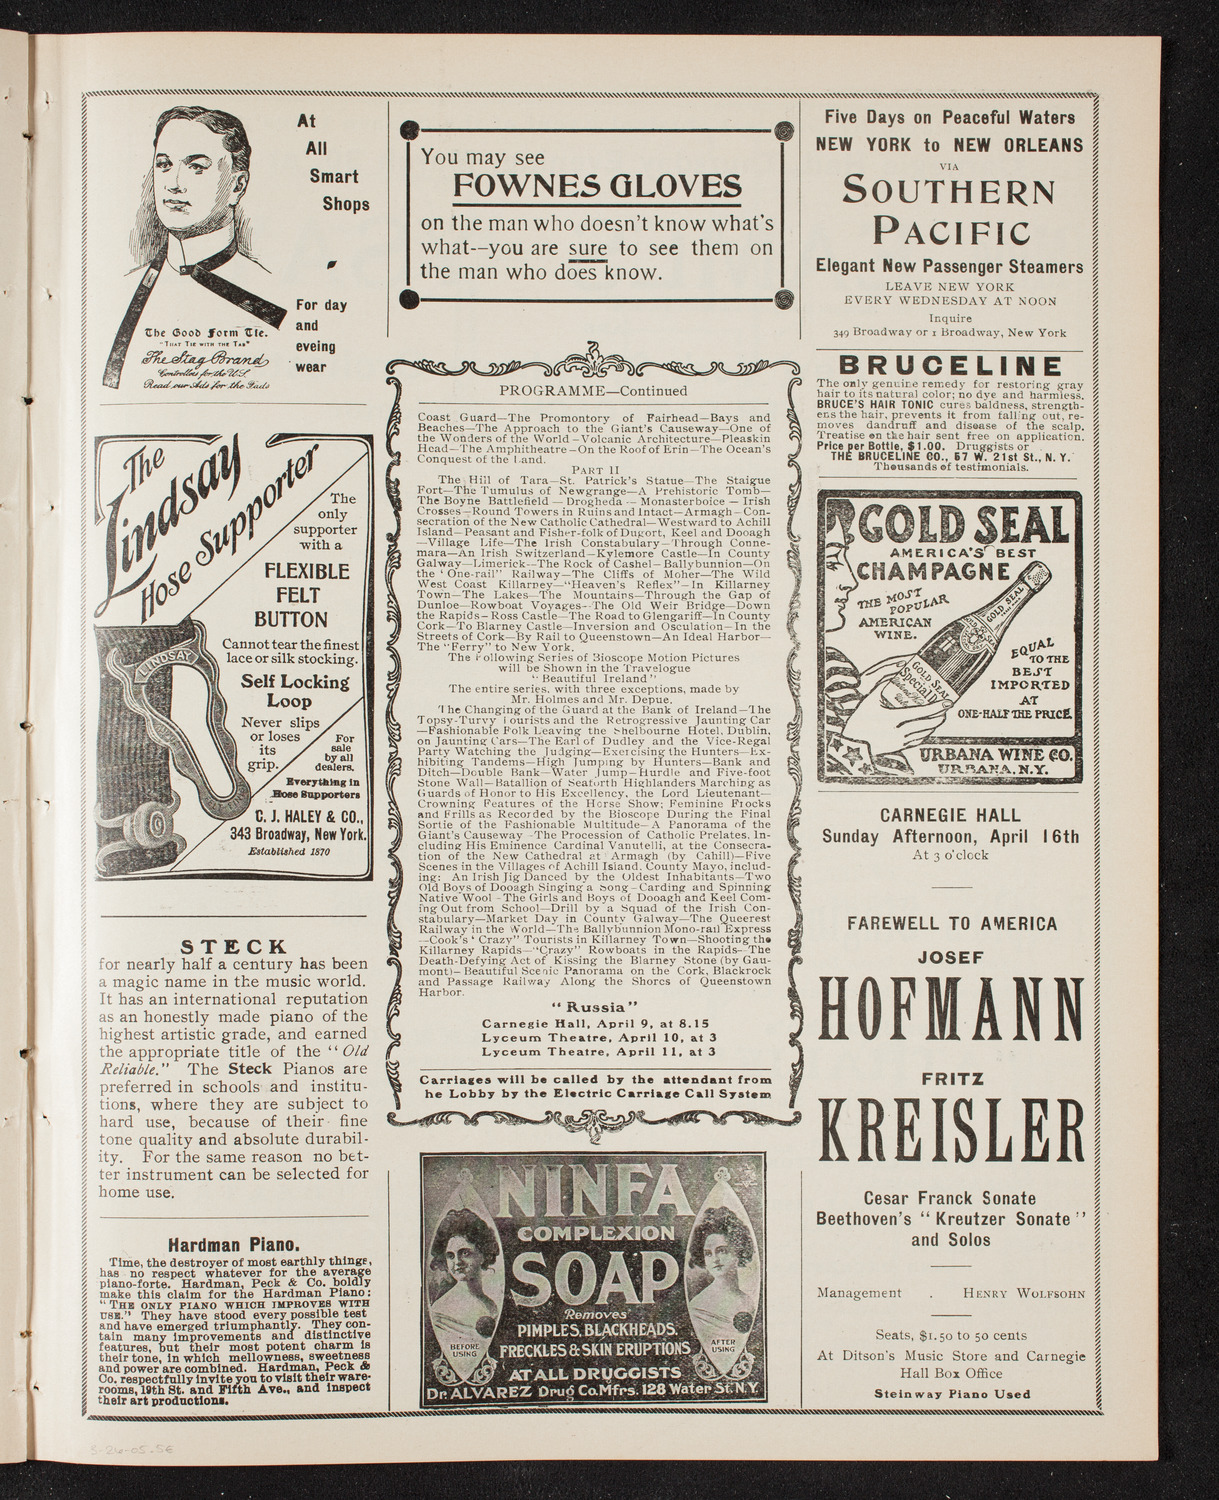 At
All
Smart
Shops
For day
and
eveing
wear
The Good Form Tie.
"That Tie with the Tab"
The Stag Brand
Controllers for the U.S.
Read our Ads for the Fads
The
Lindsay
Hose Supporter
The
only
supporter
with a
FLEXIBLE
FELT
BUTTON
Cannot tear the finest
lace or silk stocking.
Self Locking
Loop
Never slips
or loses
its
grip.
For
sale
by all
dealers.
Everything in
Hose Supporters
LINDSAY
C. J. HALEY & CO.,
343 Broadway, New York.
Established 1870
STECK
for nearly half a century has been
a magic name in the music world.
It has an international reputation
as an honestly made piano of the
highest artistic grade, and earned
the appropriate title of the "Old
Reliable." The Steck Pianos are
preferred in schools and institu-
tions, where they are subject to
hard use, because of their fine
tone quality and absolute durabil-
ity. For the same reason no bet-
ter instrument can be selected for
home use.
Hardman Piano.
Time, the destroyer of most earthly things,
has no respect whatever for the average
piano-forte. Hardman, Peck & Co. boldly
make this claim for the Hardman Piano:
"THE ONLY PIANO WHICH IMPROVES WITH
USE." They have stood every possible test
and have emerged triumphantly. They con-
tain many improvements and distinctive
features, but their most potent charm is
their tone, in which mellowness, sweetness
and power are combined. Hardman, Peck &
Co. respectfully invite you to visit their ware-
rooms, 19th St. and Fifth Ave., and inspect
their art productions.
You may see
FOWNES GLOVES
on the man who doesn't know what's
what--you are sure to see them on
the man who does know.
PROGRAMME—Continued
Coast Guard—The Promontory of Fairhead—Bays and
Beaches—The Approach to the Giant's Causeway—One of
the Wonders of the World—Volcanic Architecture—Pleaskin
Head—The Amphitheatre—On the Roof of Erin—The Ocean's
Conquest of the Land.
PART II
The Hill of Tara—St. Patrick's Statue—The Staigue
Fort—The Tumulus of Newgrange—A Prehistoric Tomb—
The Boyne Battlefield—Drogheda—Monasterboice—Irish
Crosses—Round Towers in Ruins and Intact—Armagh—Con-
secration of the New Catholic Cathedral—Westward to Achill
Island—Peasant and Fisher-folk of Dugort, Keel and Dooagh
—Village Life—The Irish Constabulary—Through Conne-
mara—An Irish Switzerland—Kylemore Castle—In County
Galway—Limerick—The Rock of Cashel—Ballybunnion—On
the "One-rail" Railway—The Cliffs of Moher—The Wild
West Coast Killarney—"Heaven's Reflex"—In Killarney
Town—The Lakes—The Mountains—Through the Gap of
Dunloe—Rowboat Voyages—The Old Weir Bridge—Down
the Rapids—Ross Castle—The Road to Glengariff—In County
Cork—To Blarney Castle—Inversion and Osculation—In the
Streets of Cork—By Rail to Queenstown—An Ideal Harbor—
The "Ferry" to New York.
The Following Series of Bioscope Motion Pictures
will be Shown in the Travelogue
"Beautiful Ireland"
The entire series, with three exceptions, made by
Mr. Holmes and Mr. Depue.
The Changing of the Guard at the Bank of Ireland—The
Topsy-Turvy Tourists and the Retrogressive Jaunting Car
—Fashionable Folk Leaving the Shelbourne Hotel, Dublin,
on Jaunting Cars—The Earl of Dudley and the Vice-Regal
Party Watching the Judging—Exercising the Hunters—Ex-
hibiting Tandems—High Jumping by Hunters—Bank and
Ditch—Double Bank—Water Jump—Hurdle and Five-foot
Stone Wall—Batallion of Seaforth Highlanders Marching as
Guards of Honor to His Excellency, the Lord Lieutenant—
Crowning Features of the Horse Show; Feminine Frocks
and Frills as Recorded by the Bioscope During the Final
Sortie of the Fashionable Multitude—A Panorama of the
Giant's Causeway—The Procession of Catholic Prelates, In-
cluding His Eminence Cardinal Vanutelli, at the Consecra-
tion of the New Cathedral at Armagh (by Cahill)—Five
Scenes in the Villages of Achill Island, County Mayo, includ-
ing: An Irish Jig Danced by the Oldest Inhabitants—Two
Old Boys of Dooagh Singing a Song—Carding and Spinning
Native Wool—The Girls and Boys of Dooagh and Keel Com-
ing Out from School—Drill by a Squad of the Irish Con-
stabulary—Market Day in County Galway—The Queerest
Railway in the World—The Ballybunnion Mono-rail Express
—Cook's "Crazy" Tourists in Killarney Town—Shooting the
Killarney Rapids—"Crazy" Rowboats in the Rapids—The
Death-Defying Act of Kissing the Blarney Stone (by Gau-
mont)—Beautiful Scenic Panorama on the Cork, Blackrock
and Passage Railway Along the Shores of Queenstown
Harbor.
"Russia"
Carnegie Hall, April 9, at 8.15
Lyceum Theatre, April 10, at 3
Lyceum Theatre, April 11, at 3
Carriages will be called by the attendant from
he Lobby by the Electric Carriage Call System
NINFA
COMPLEXION
SOAP
Removes
PIMPLES, BLACKHEADS,
FRECKLES & SKIN ERUPTIONS
BEFORE
USING
AFTER
USING
AT ALL DRUGGISTS
Dr. ALVAREZ Drug Co. Mfrs. 128 Water St. N.Y.
Five Days on Peaceful Waters
NEW YORK to NEW ORLEANS
VIA
SOUTHERN
PACIFIC
Elegant New Passenger Steamers
LEAVE NEW YORK
EVERY WEDNESDAY AT NOON
Inquire
349 Broadway or 1 Broadway, New York
BRUCELINE
The only genuine remedy for restoring gray
hair to its natural color; no dye and harmless.
BRUCE'S HAIR TONIC cures baldness, strength-
ens the hair, prevents it from falling out, re-
moves dandruff and disease of the scalp.
Treatise on the hair sent free on application.
Price per Bottle, $1.00. Druggists or
THE BRUCELINE CO., 57 W. 21st St., N. Y.
Thousands of testimonials.
GOLD SEAL
AMERICA'S BEST
CHAMPAGNE
THE MOST
POPULAR
AMERICAN
WINE.
GOLD SEAL
GOLD SEAL
Special
EQUAL
TO THE
BEST
IMPORTED
AT
ONE-HALF THE PRICE.
URBANA WINE CO.
URBANA, N.Y.
CARNEGIE HALL
Sunday Afternoon, April 16th
At 3 o'clock
FAREWELL TO AMERICA
JOSEF
HOFMANN
FRITZ
KREISLER
Cesar Franck Sonate
Beethoven's "Kreutzer Sonate"
and Solos
Management . HENRY WOLFSOHN
Seats, $1.50 to 50 cents
At Ditson's Music Store and Carnegie
Hall Box Office
Steinway Piano Used
5-26-05.SE